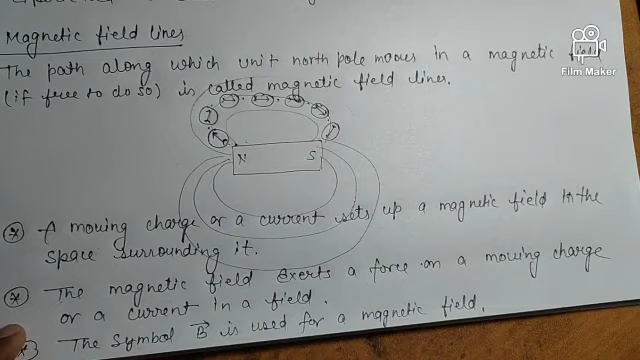 Magnetic field lines
The path along which unit north pole moves in a magnetic field
(if free to do so) is called magnetic field lines.
N S
(*) A moving charge or a current sets up a magnetic field in the
space surrounding it.
(*) The magnetic field exerts a force on a moving charge
or a current in a field.
(*) The symbol B→ is used for a magnetic field.
Film Maker